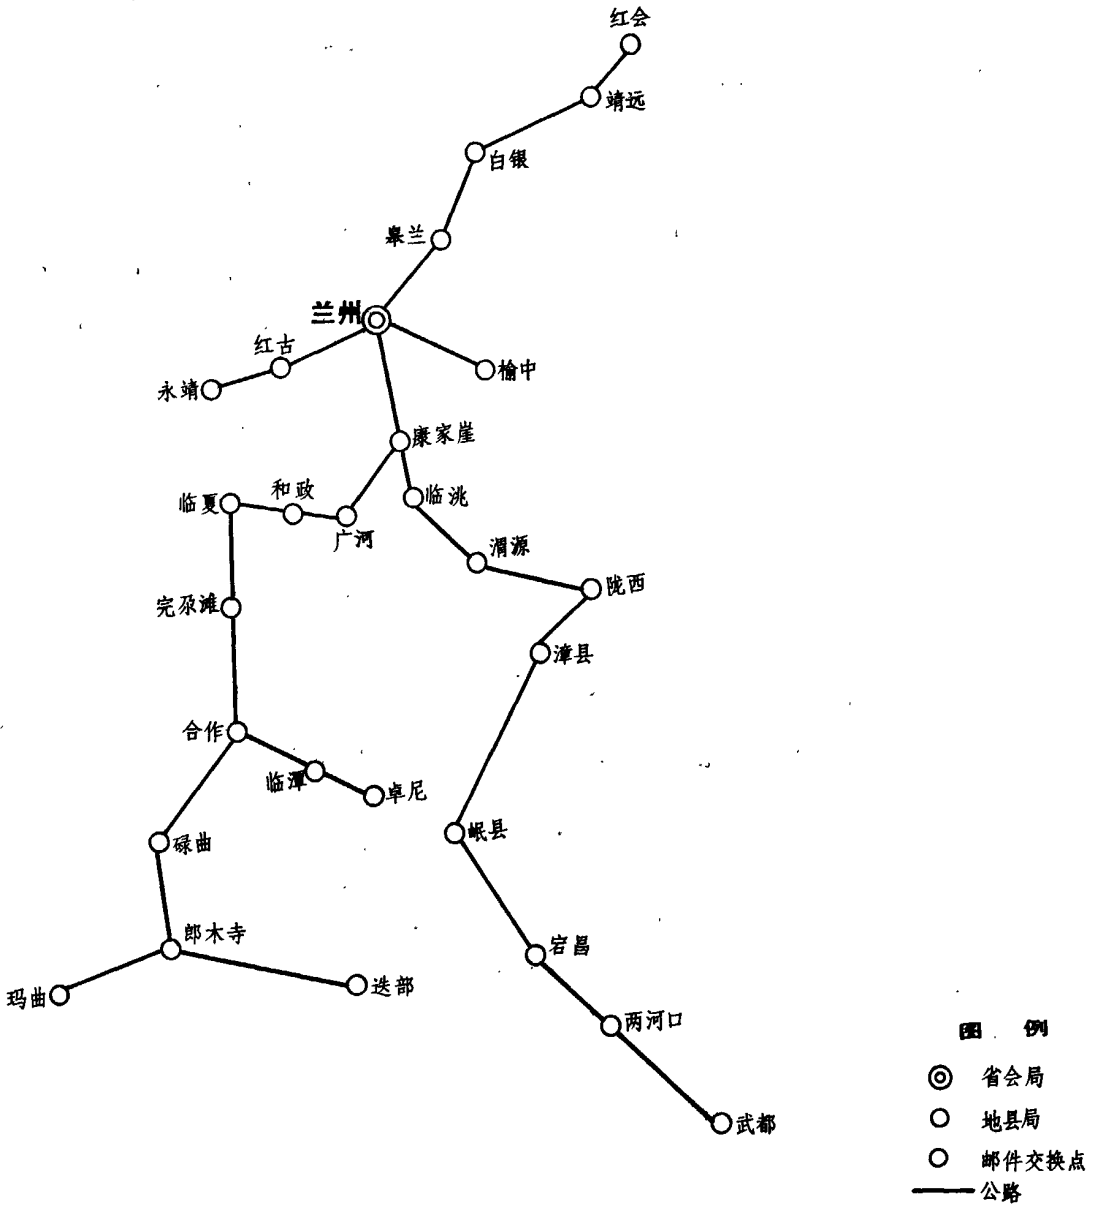 红会
靖远
白银
皋兰
兰州
红古
榆中
永靖
康家崖
和政
临夏
临洮
广河
渭源
陇西
完尕滩
漳县
合作
临潭
卓尼
岷县
碌曲
郎木寺
宕昌
迭部
玛曲
两河口
图例
省会局
地县局
武都
邮件交换点
公路